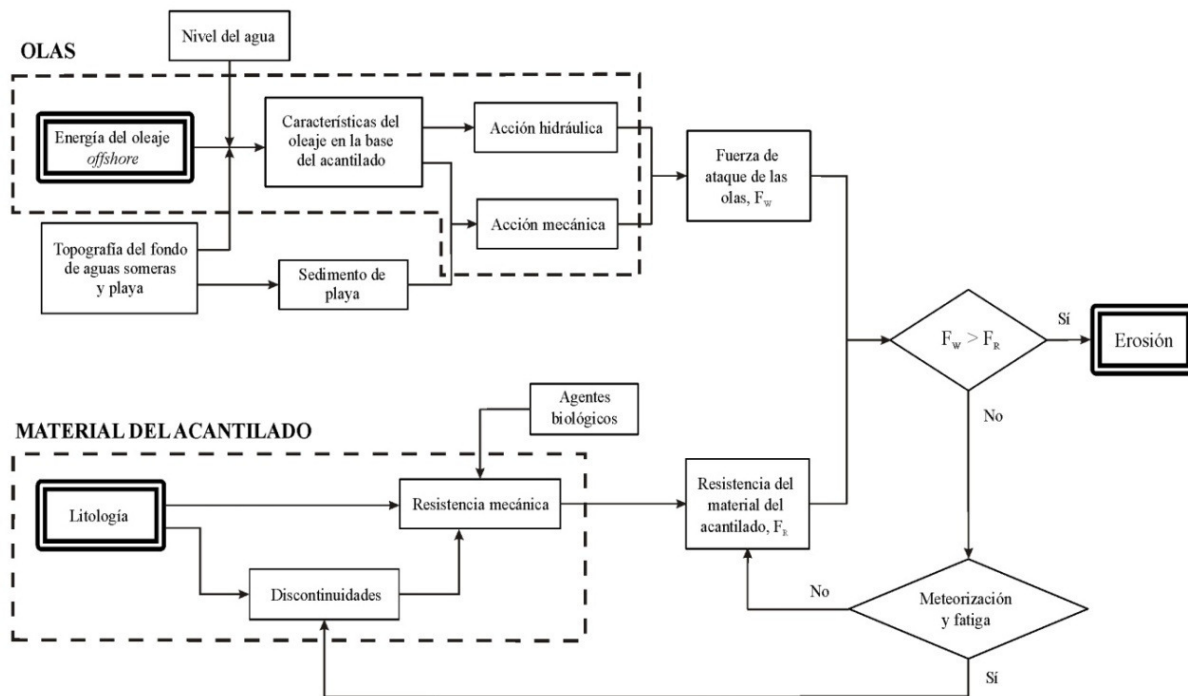 Nivel del agua
OLAS
Energía del oleaje
offshore
Características del
oleaje en la base
del acantilado
Acción hidráulica
Fuerza de
ataque de las
olas, F_W
Acción mecánica
Topografía del fondo
de aguas someras
y playa
Sedimento de
playa
F_W > F_R
Sí
Erosión
No
Agentes
biológicos
MATERIAL DEL ACANTILADO
Litología
Resistencia mecánica
Resistencia del
material del
acantilado, F_R
Discontinuidades
No
Meteorización
y fatiga
Sí